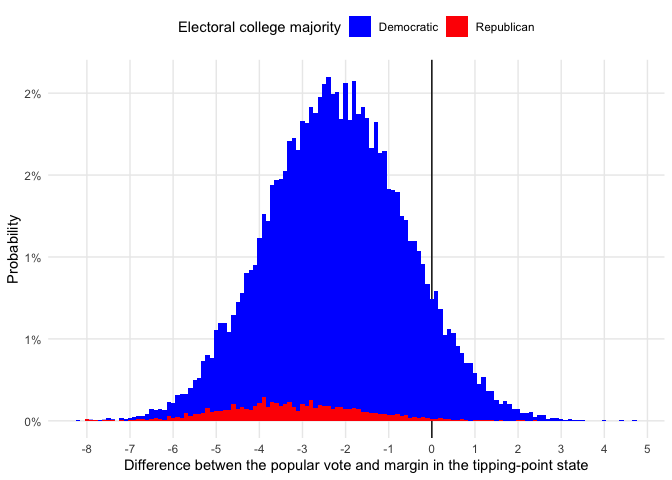 Electoral college majority Democratic Republican
2%
2%
1%
1%
0%
Probability
-8 -7 -6 -5 -4 -3 -2 -1 0 1 2 3 4 5
Difference betwen the popular vote and margin in the tipping-point state